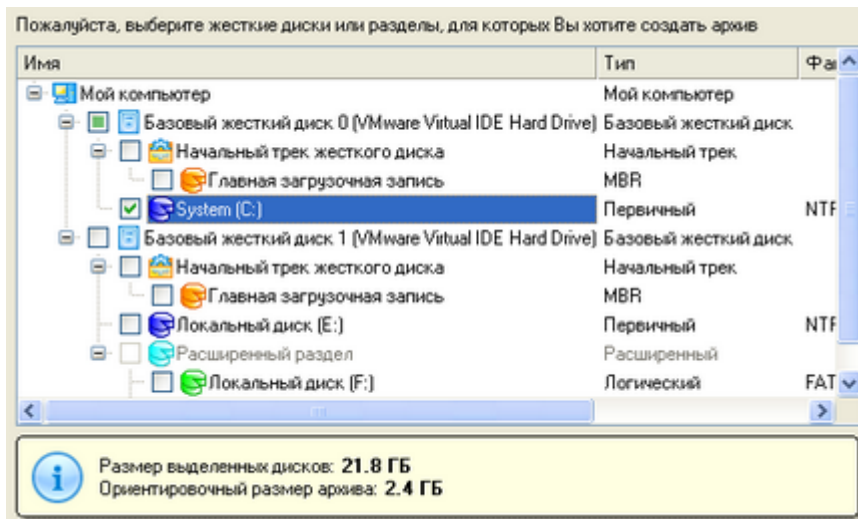 Пожалуйста, выберите жесткие диски или разделы, для которых Вы хотите создать архив
Имя Тип
Мой компьютер Мой компьютер
Базовый жесткий диск 0 (VMware Virtual IDE Hard Drive) Базовый жесткий диск
Начальный трек жесткого диска Начальный трек
Главная загрузочная запись MBR
System (C:) Первичный
Базовый жесткий диск 1 (VMware Virtual IDE Hard Drive) Базовый жесткий диск
Начальный трек жесткого диска Начальный трек
Главная загрузочная запись MBR
Локальный диск (E:) Первичный
Расширенный раздел Расширенный
Локальный диск (F:) Логический FAT
Размер выделенных дисков: 21.8 ГБ
Ориентировочный размер архива: 2.4 ГБ